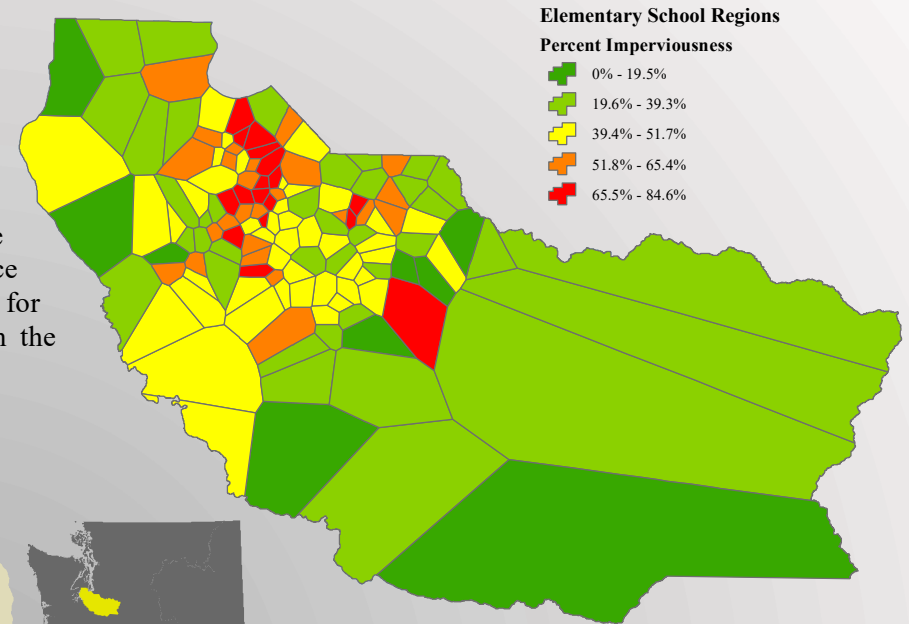 Elementary School Regions
Percent Imperviousness
0% - 19.5%
19.6% - 39.3%
39.4% - 51.7%
51.8% - 65.4%
65.5% - 84.6%
for
the